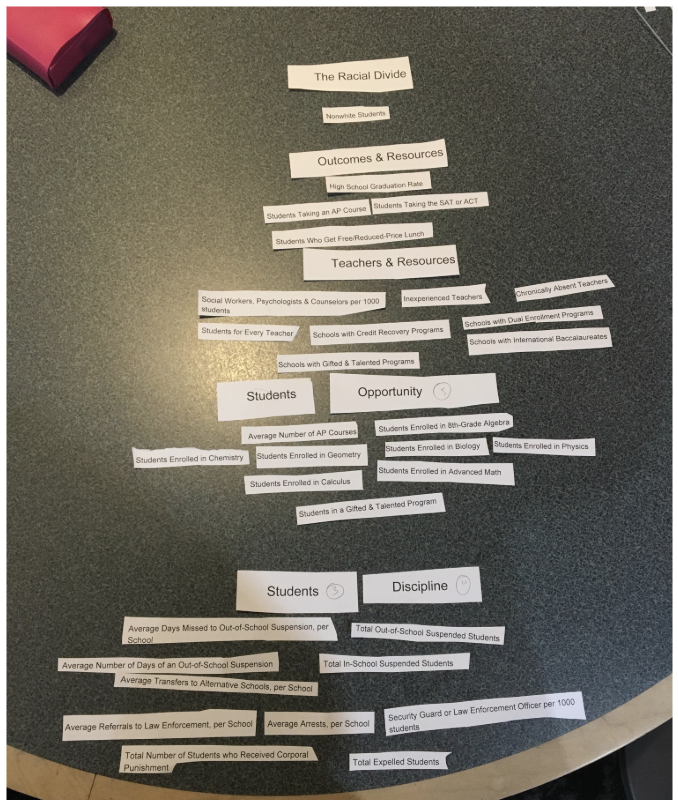 The Racial Divide
Nonwhite Students
Outcomes & Resources
High School Graduation Rate
Students Taking an AP Course
Students Taking the SAT or ACT
Students Who Get Free/Reduced-Price Lunch
Teachers & Resources
Social Workers, Psychologists & Counselors per 1000
students
Inexperienced Teachers
Chronically Absent Teachers
Students for Every Teacher
Schools with Credit Recovery Programs
Schools with Dual Enrollment Programs
Schools with International Baccalaureates
Schools with Gifted & Talented Programs
Students
Opportunity
Average Number of AP Courses
Students Enrolled in 8th-Grade Algebra
Students Enrolled in Chemistry
Students Enrolled in Geometry
Students Enrolled in Biology
Students Enrolled in Physics
Students Enrolled in Calculus
Students Enrolled in Advanced Math
Students in a Gifted & Talented Program
Students
Discipline
Average Days Missed to Out-of-School Suspension, per
School
Total Out-of-School Suspended Students
Average Number of Days of an Out-of-School Suspension
Total In-School Suspended Students
Average Transfers to Alternative Schools, per School
Average Referrals to Law Enforcement, per School
Average Arrests, per School
Security Guard or Law Enforcement Officer per 1000
students
Total Number of Students who Received Corporal
Punishment
Total Expelled Students